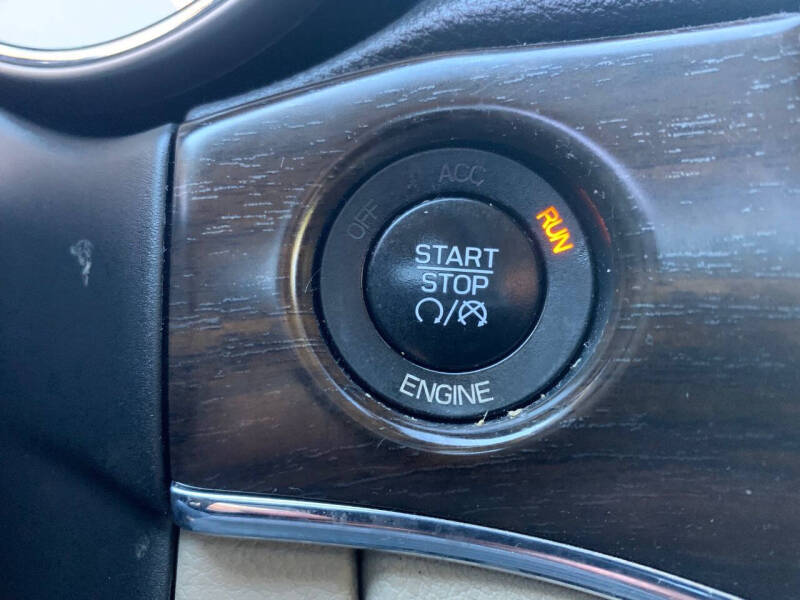 OFF ACC RUN
START
STOP
ENGINE